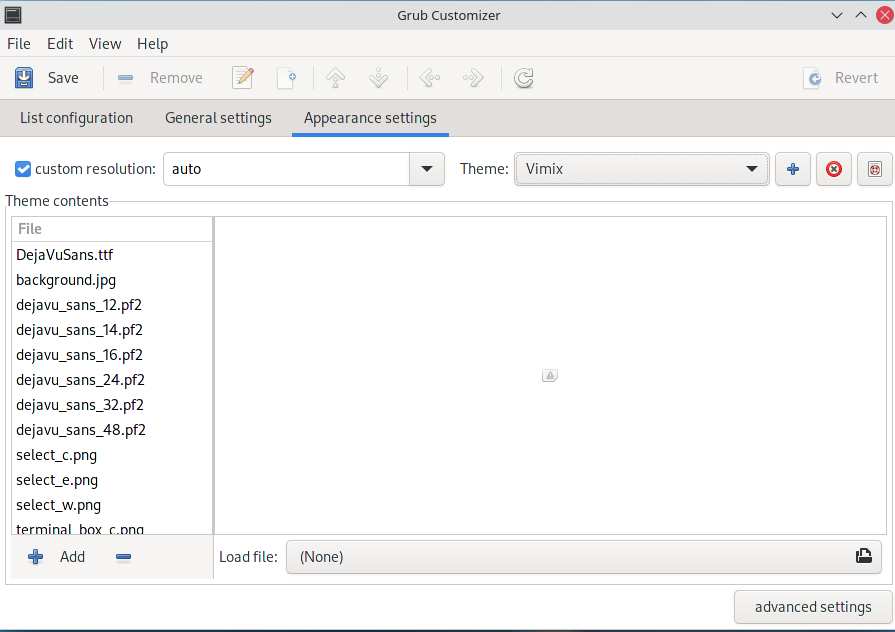 Grub Customizer
File Edit View Help
Save Remove Revert
List configuration General settings Appearance settings
custom resolution: auto Theme: Vimix
Theme contents
File
DejaVuSans.ttf
background.jpg
dejavu_sans_12.pf2
dejavu_sans_14.pf2
dejavu_sans_16.pf2
dejavu_sans_24.pf2
dejavu_sans_32.pf2
dejavu_sans_48.pf2
select_c.png
select_e.png
select_w.png
terminal_box_c.png
Add Load file: (None)
advanced settings